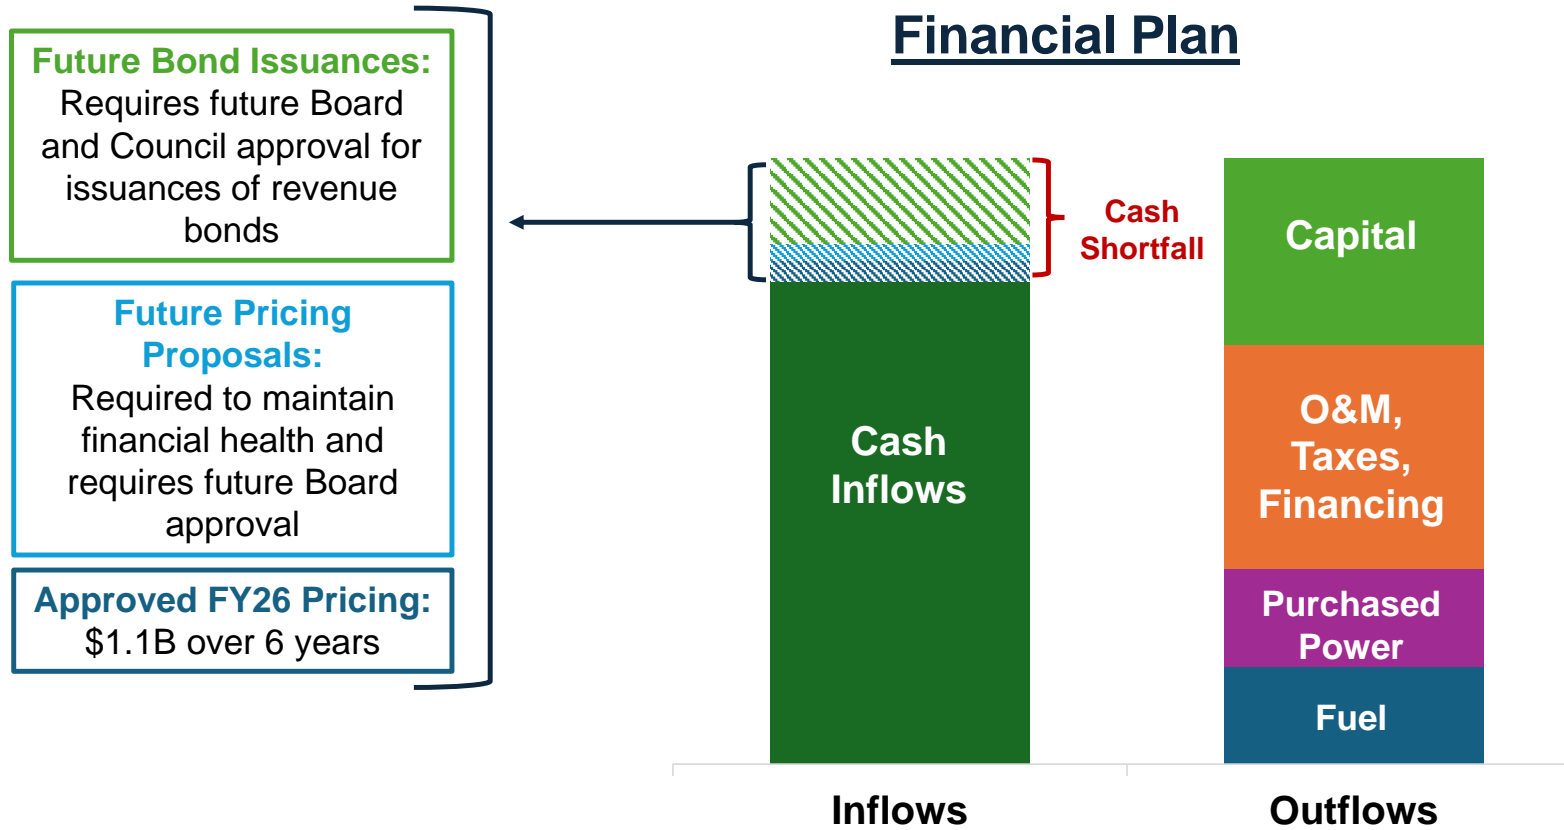 Financial Plan
Future Bond Issuances:
Requires future Board
and Council approval for
issuances of revenue
bonds
Future Pricing
Proposals:
Required to maintain
financial health and
requires future Board
approval
Approved FY26 Pricing:
$1.1B over 6 years
Cash
Shortfall
Cash
Inflows
Capital
O&M,
Taxes,
Financing
Purchased
Power
Fuel
Inflows
Outflows